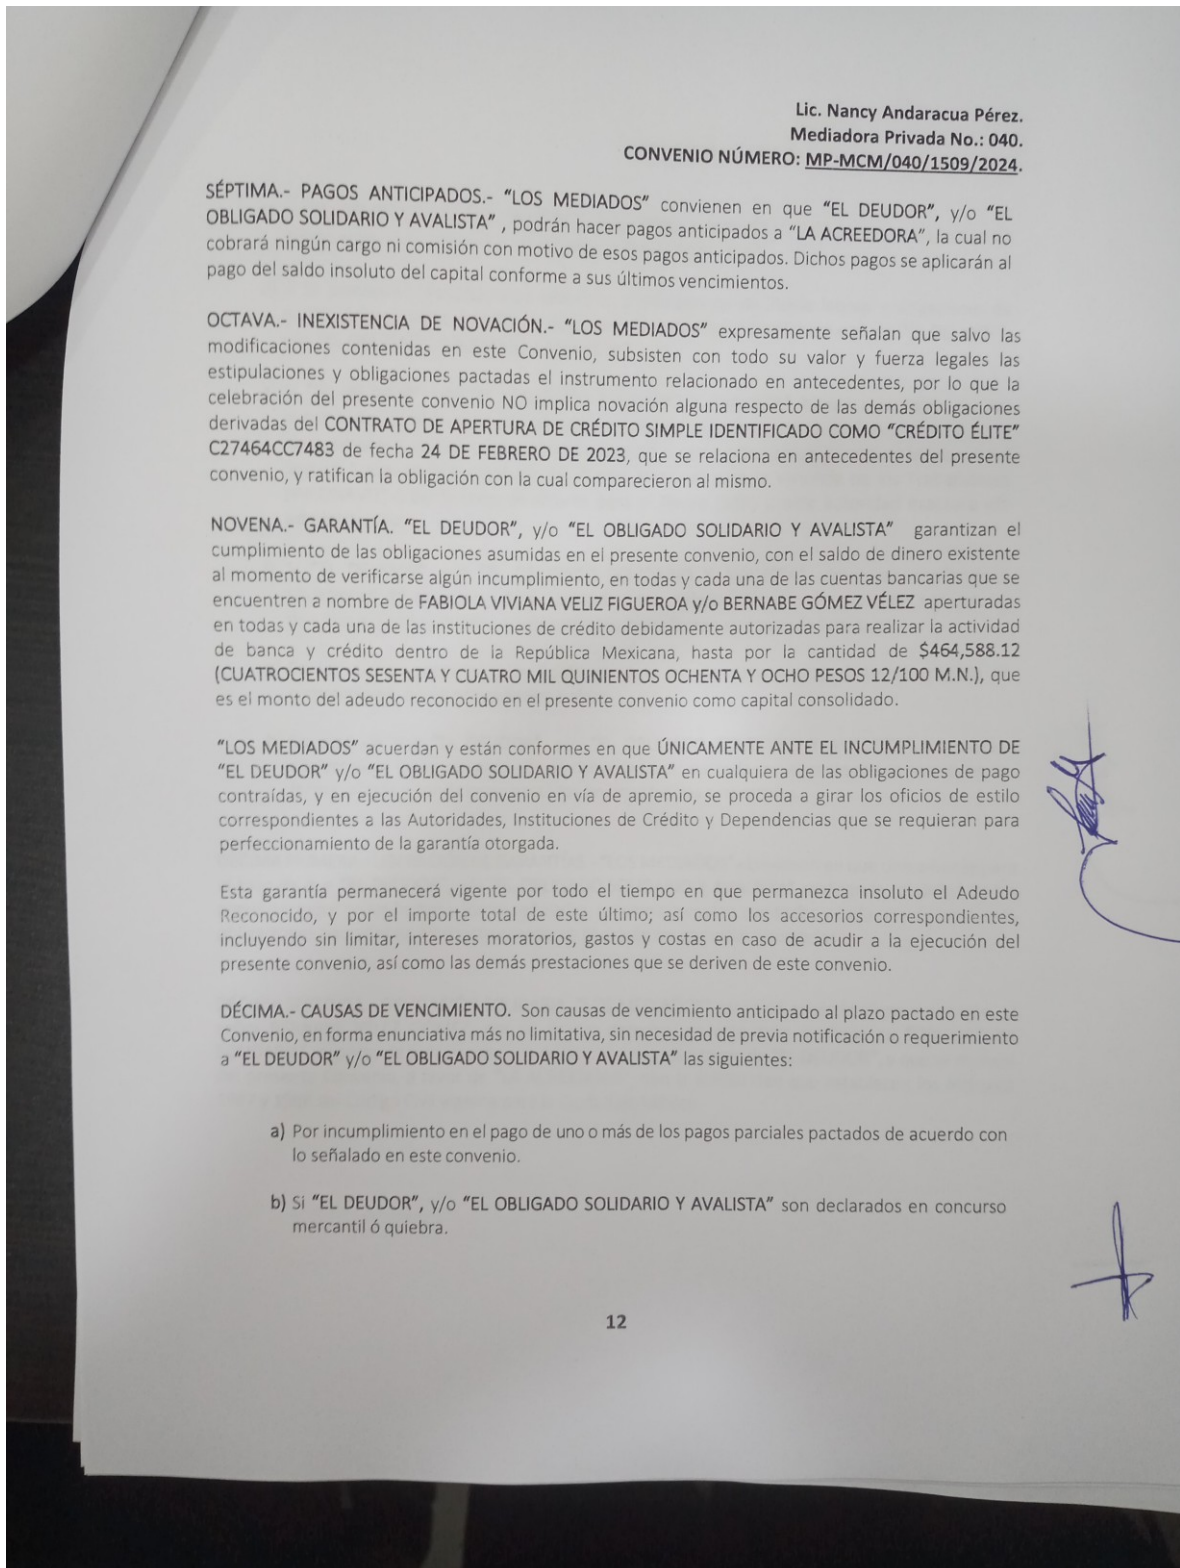 Lic. Nancy Andaracua Pérez.
Mediadora Privada No.: 040.
CONVENIO NÚMERO: MP-MCM/040/1509/2024.
SÉPTIMA.- PAGOS ANTICIPADOS.- “LOS MEDIADOS” convienen en que “EL DEUDOR”, y/o “EL
OBLIGADO SOLIDARIO Y AVALISTA” , podrán hacer pagos anticipados a “LA ACREEDORA”, la cual no
cobrará ningún cargo ni comisión con motivo de esos pagos anticipados. Dichos pagos se aplicarán al
pago del saldo insoluto del capital conforme a sus últimos vencimientos.
OCTAVA.- INEXISTENCIA DE NOVACIÓN.- “LOS MEDIADOS” expresamente señalan que salvo las
modificaciones contenidas en este Convenio, subsisten con todo su valor y fuerza legales las
estipulaciones y obligaciones pactadas el instrumento relacionado en antecedentes, por lo que la
celebración del presente convenio NO implica novación alguna respecto de las demás obligaciones
derivadas del CONTRATO DE APERTURA DE CRÉDITO SIMPLE IDENTIFICADO COMO “CRÉDITO ÉLITE”
C27464CC7483 de fecha 24 DE FEBRERO DE 2023, que se relaciona en antecedentes del presente
convenio, y ratifican la obligación con la cual comparecieron al mismo.
NOVENA.- GARANTÍA. “EL DEUDOR”, y/o “EL OBLIGADO SOLIDARIO Y AVALISTA” garantizan el
cumplimiento de las obligaciones asumidas en el presente convenio, con el saldo de dinero existente
al momento de verificarse algún incumplimiento, en todas y cada una de las cuentas bancarias que se
encuentren a nombre de FABIOLA VIVIANA VELIZ FIGUEROA y/o BERNABE GÓMEZ VÉLEZ aperturadas
en todas y cada una de las instituciones de crédito debidamente autorizadas para realizar la actividad
de banca y crédito dentro de la República Mexicana, hasta por la cantidad de $464,588.12
(CUATROCIENTOS SESENTA Y CUATRO MIL QUINIENTOS OCHENTA Y OCHO PESOS 12/100 M.N.), que
es el monto del adeudo reconocido en el presente convenio como capital consolidado.
“LOS MEDIADOS” acuerdan y están conformes en que ÚNICAMENTE ANTE EL INCUMPLIMIENTO DE
“EL DEUDOR” y/o “EL OBLIGADO SOLIDARIO Y AVALISTA” en cualquiera de las obligaciones de pago
contraídas, y en ejecución del convenio en vía de apremio, se proceda a girar los oficios de estilo
correspondientes a las Autoridades, Instituciones de Crédito y Dependencias que se requieran para
perfeccionamiento de la garantía otorgada.
Esta garantía permanecerá vigente por todo el tiempo en que permanezca insoluto el Adeudo
Reconocido, y por el importe total de este último; así como los accesorios correspondientes,
incluyendo sin limitar, intereses moratorios, gastos y costas en caso de acudir a la ejecución del
presente convenio, así como las demás prestaciones que se deriven de este convenio.
DÉCIMA.- CAUSAS DE VENCIMIENTO. Son causas de vencimiento anticipado al plazo pactado en este
Convenio, en forma enunciativa más no limitativa, sin necesidad de previa notificación o requerimiento
a “EL DEUDOR” y/o “EL OBLIGADO SOLIDARIO Y AVALISTA” las siguientes:
a) Por incumplimiento en el pago de uno o más de los pagos parciales pactados de acuerdo con
lo señalado en este convenio.
b) Si “EL DEUDOR”, y/o “EL OBLIGADO SOLIDARIO Y AVALISTA” son declarados en concurso
mercantil ó quiebra.
12